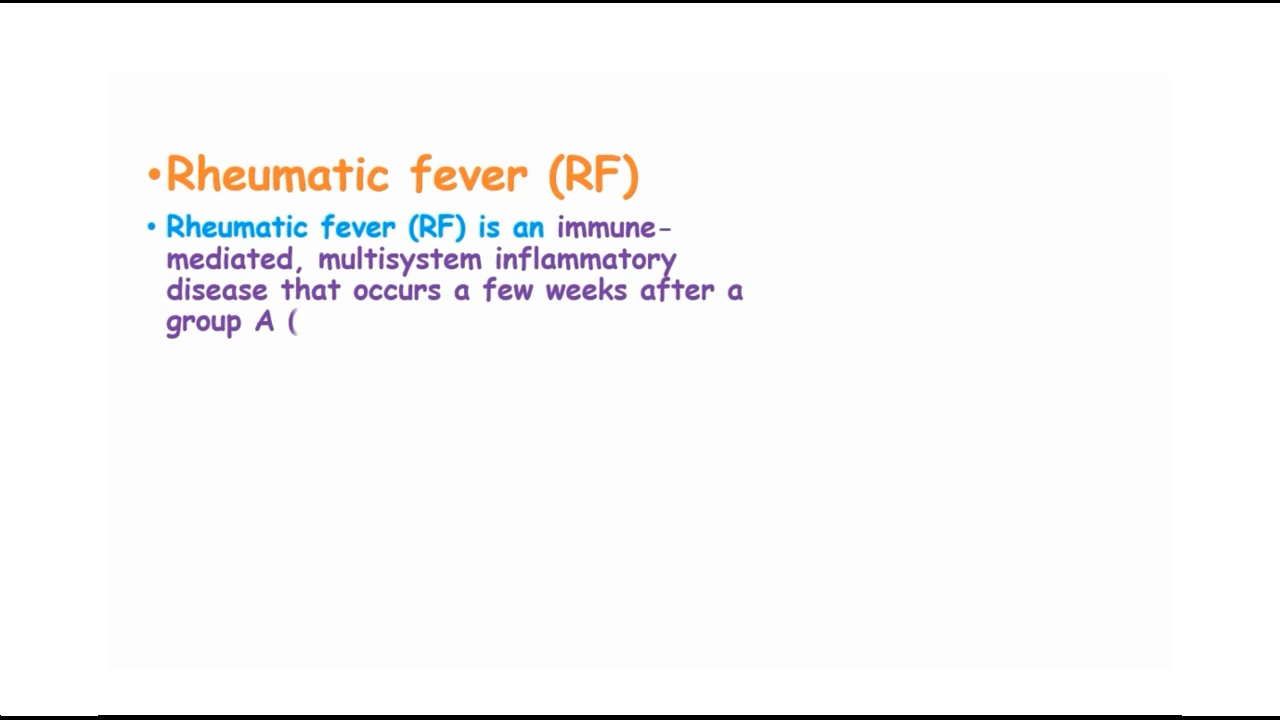 •Rheumatic fever (RF)
• Rheumatic fever (RF) is an immune-
mediated, multisystem inflammatory
disease that occurs a few weeks after a
group A (